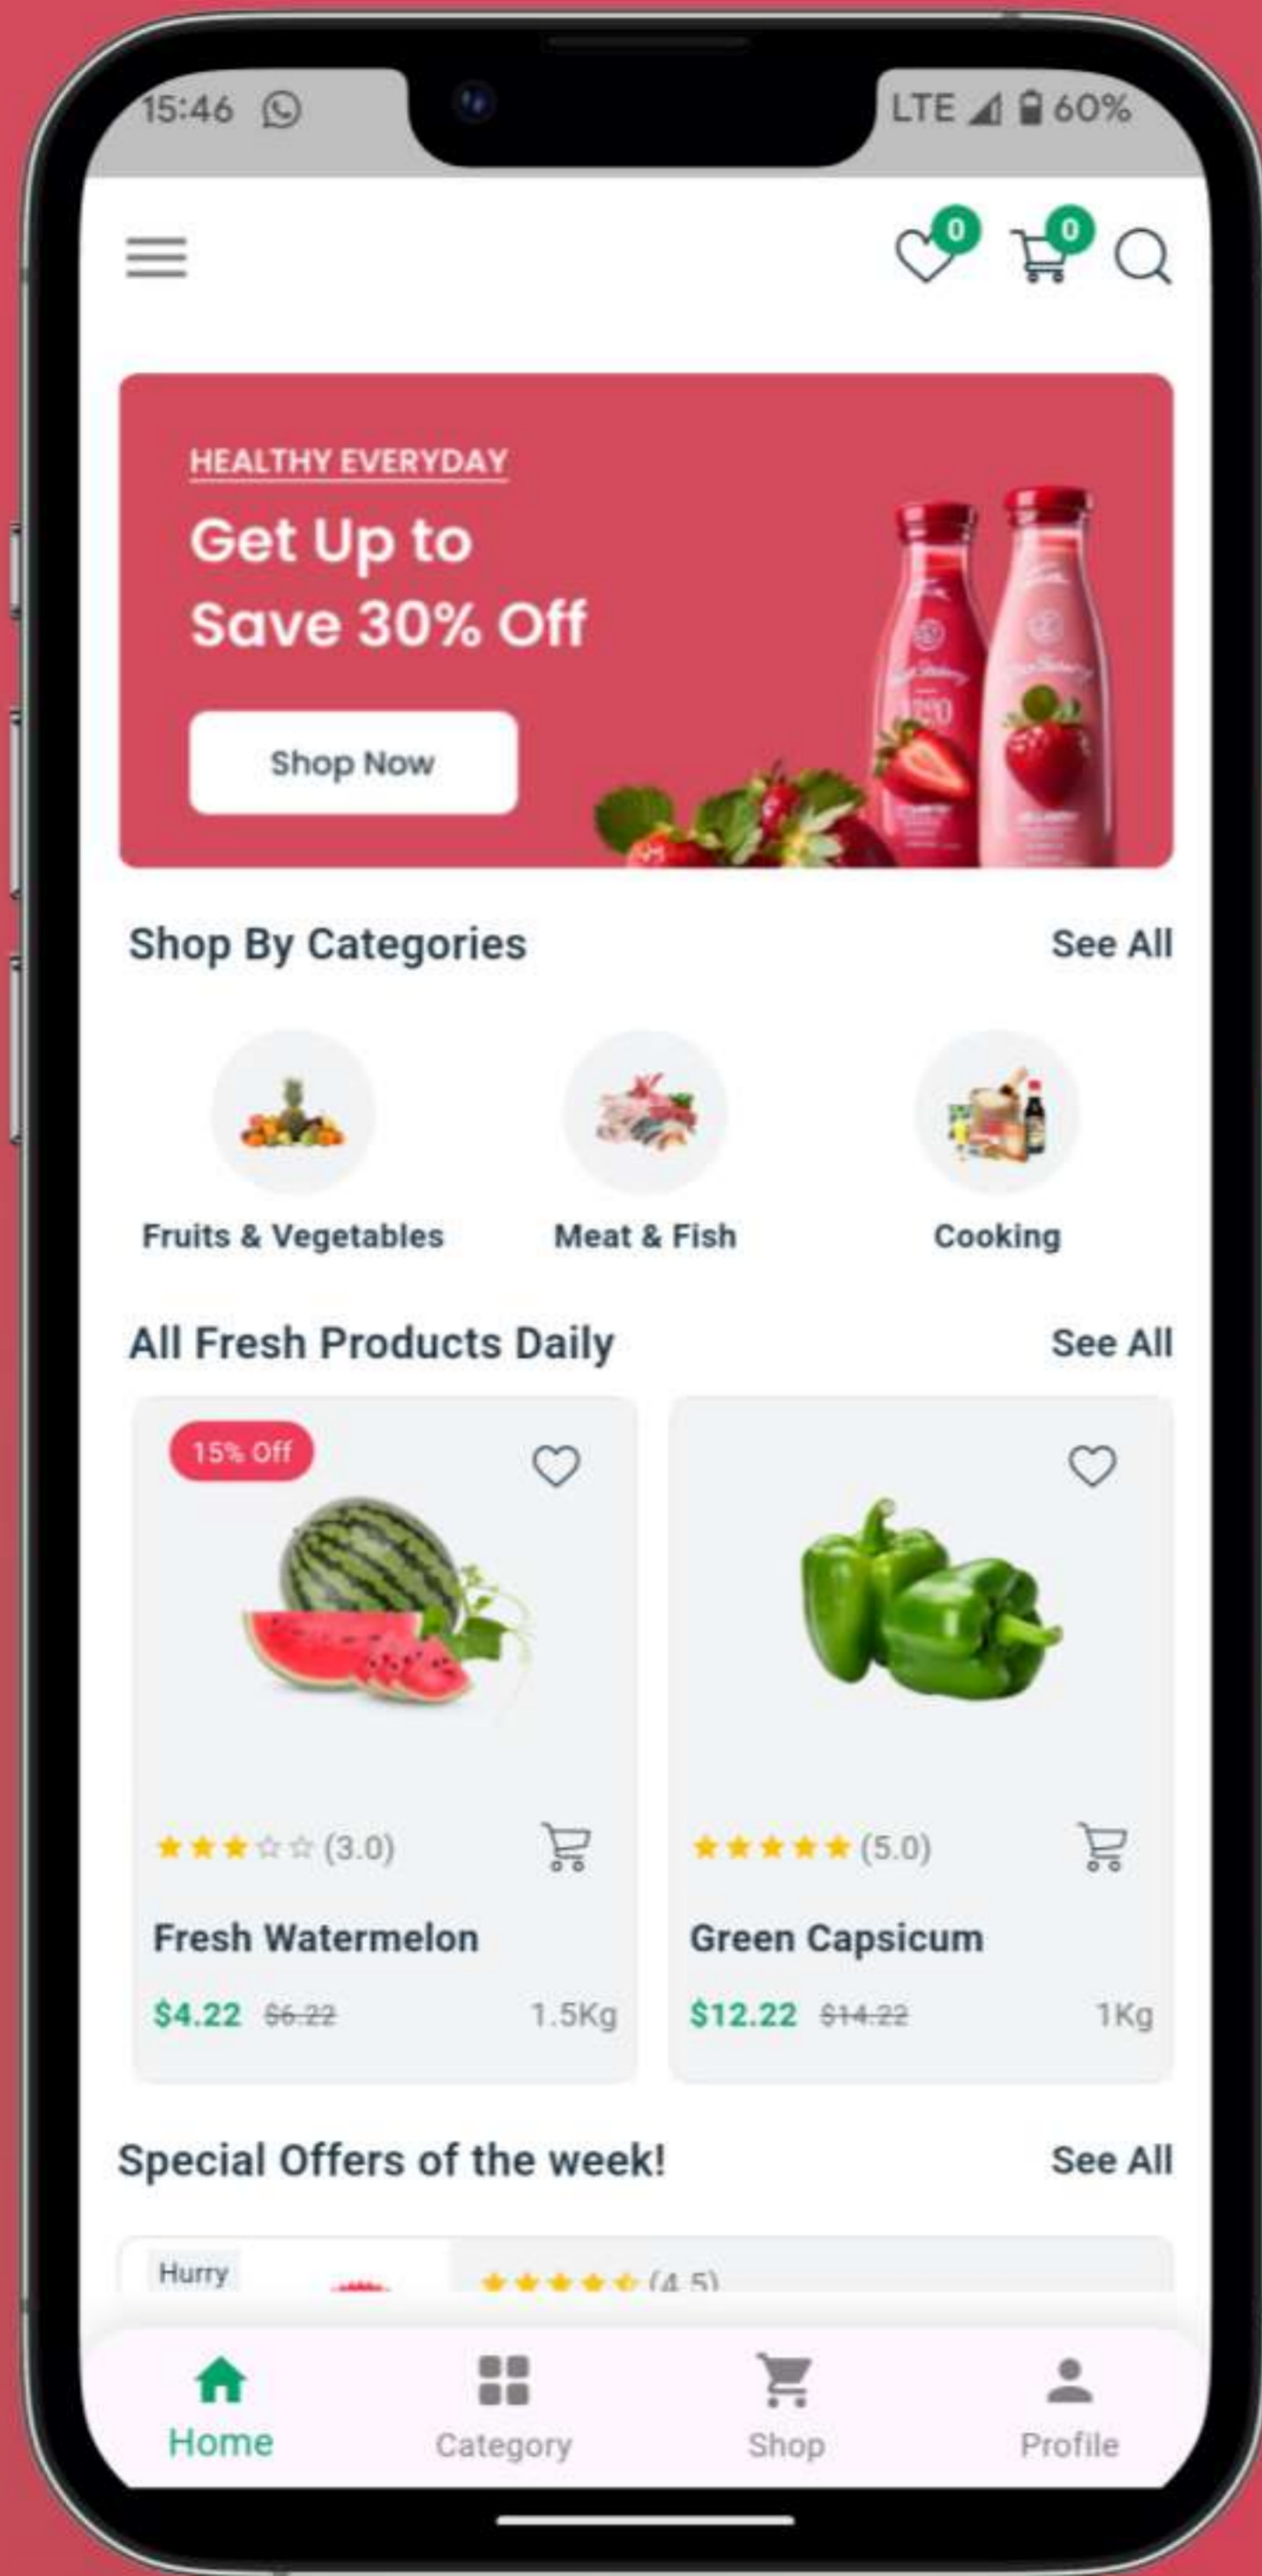 15:46
LTE 60%
0
0
HEALTHY EVERYDAY
Get Up to
Save 30% Off
Shop Now
Shop By Categories
See All
Fruits & Vegetables
Meat & Fish
Cooking
All Fresh Products Daily
See All
15% Off
(3.0)
(5.0)
Fresh Watermelon
Green Capsicum
$4.22 $6.22 1.5Kg
$12.22 $14.22 1Kg
Special Offers of the week!
See All
Hurry
(4.5)
Home
Category
Shop
Profile